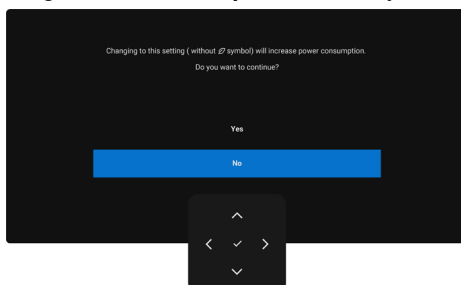 Changing to this setting ( without symbol) will increase power consumption.
Do you want to continue?
Yes
No